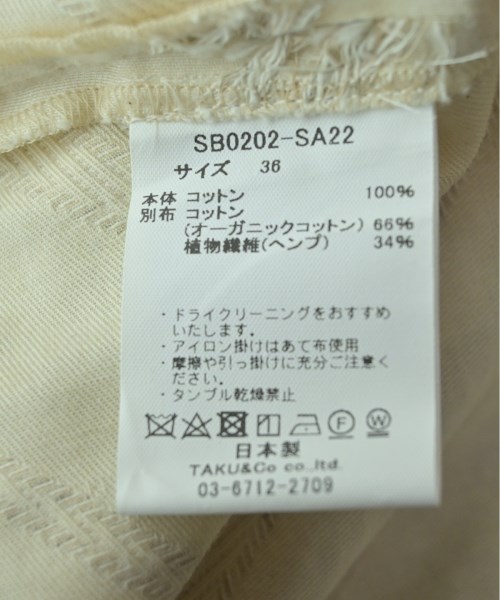 SB0202-SA22
サイズ 36
本体 コットン 100%
別布 コットン
(オーガニックコットン) 66%
植物繊維(ヘンプ) 34%
・ドライクリーニングをおすすめ
いたします。
・アイロン掛けはあて布使用
・摩擦や引っ掛けに充分ご注意く
ださい。
・タンブル乾燥禁止
F W
日本製
TAKU&Co co.,ltd.
03-6712-2709